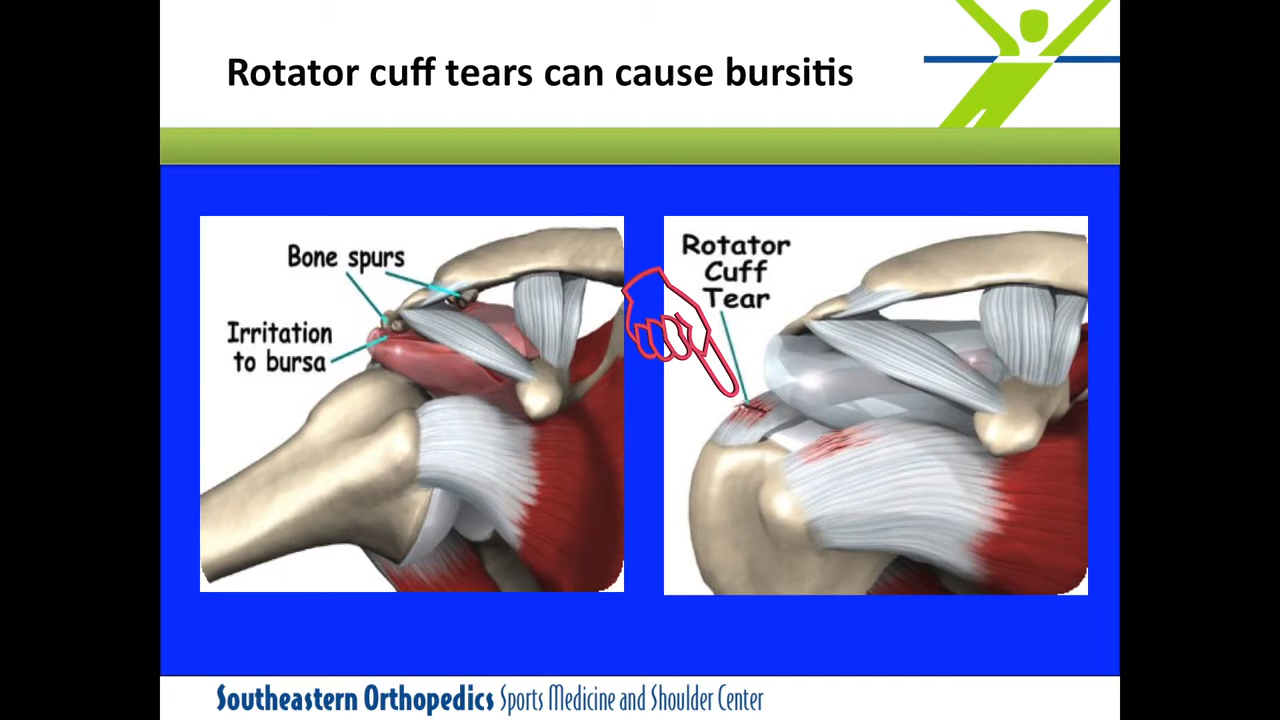 Rotator cuff tears can cause bursitis
Bone spurs
Irritation
to bursa
Rotator
Cuff
Tear
Southeastern Orthopedics Sports Medicine and Shoulder Center